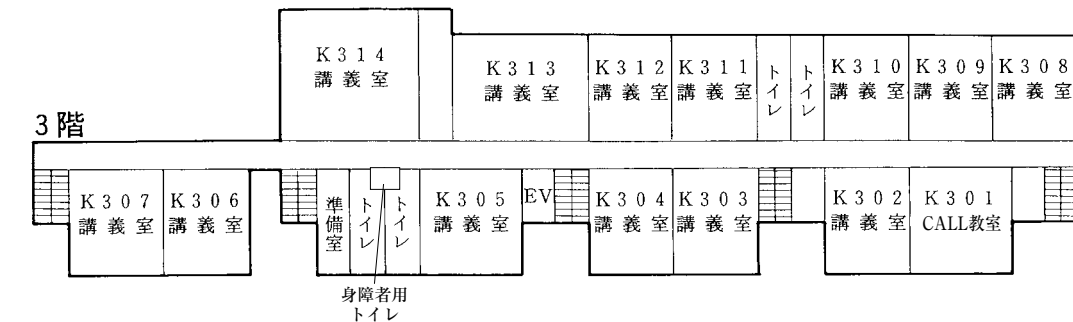 K314
講義室
K313
講義室
K312
講義室
K311
講義室
トイレ
トイレ
K310
講義室
K309
講義室
K308
講義室
3階
K307
講義室
K306
講義室
準備室
トイレ
トイレ
K305
講義室
EV
K304
講義室
K303
講義室
K302
講義室
K301
CALL教室
身障者用
トイレ